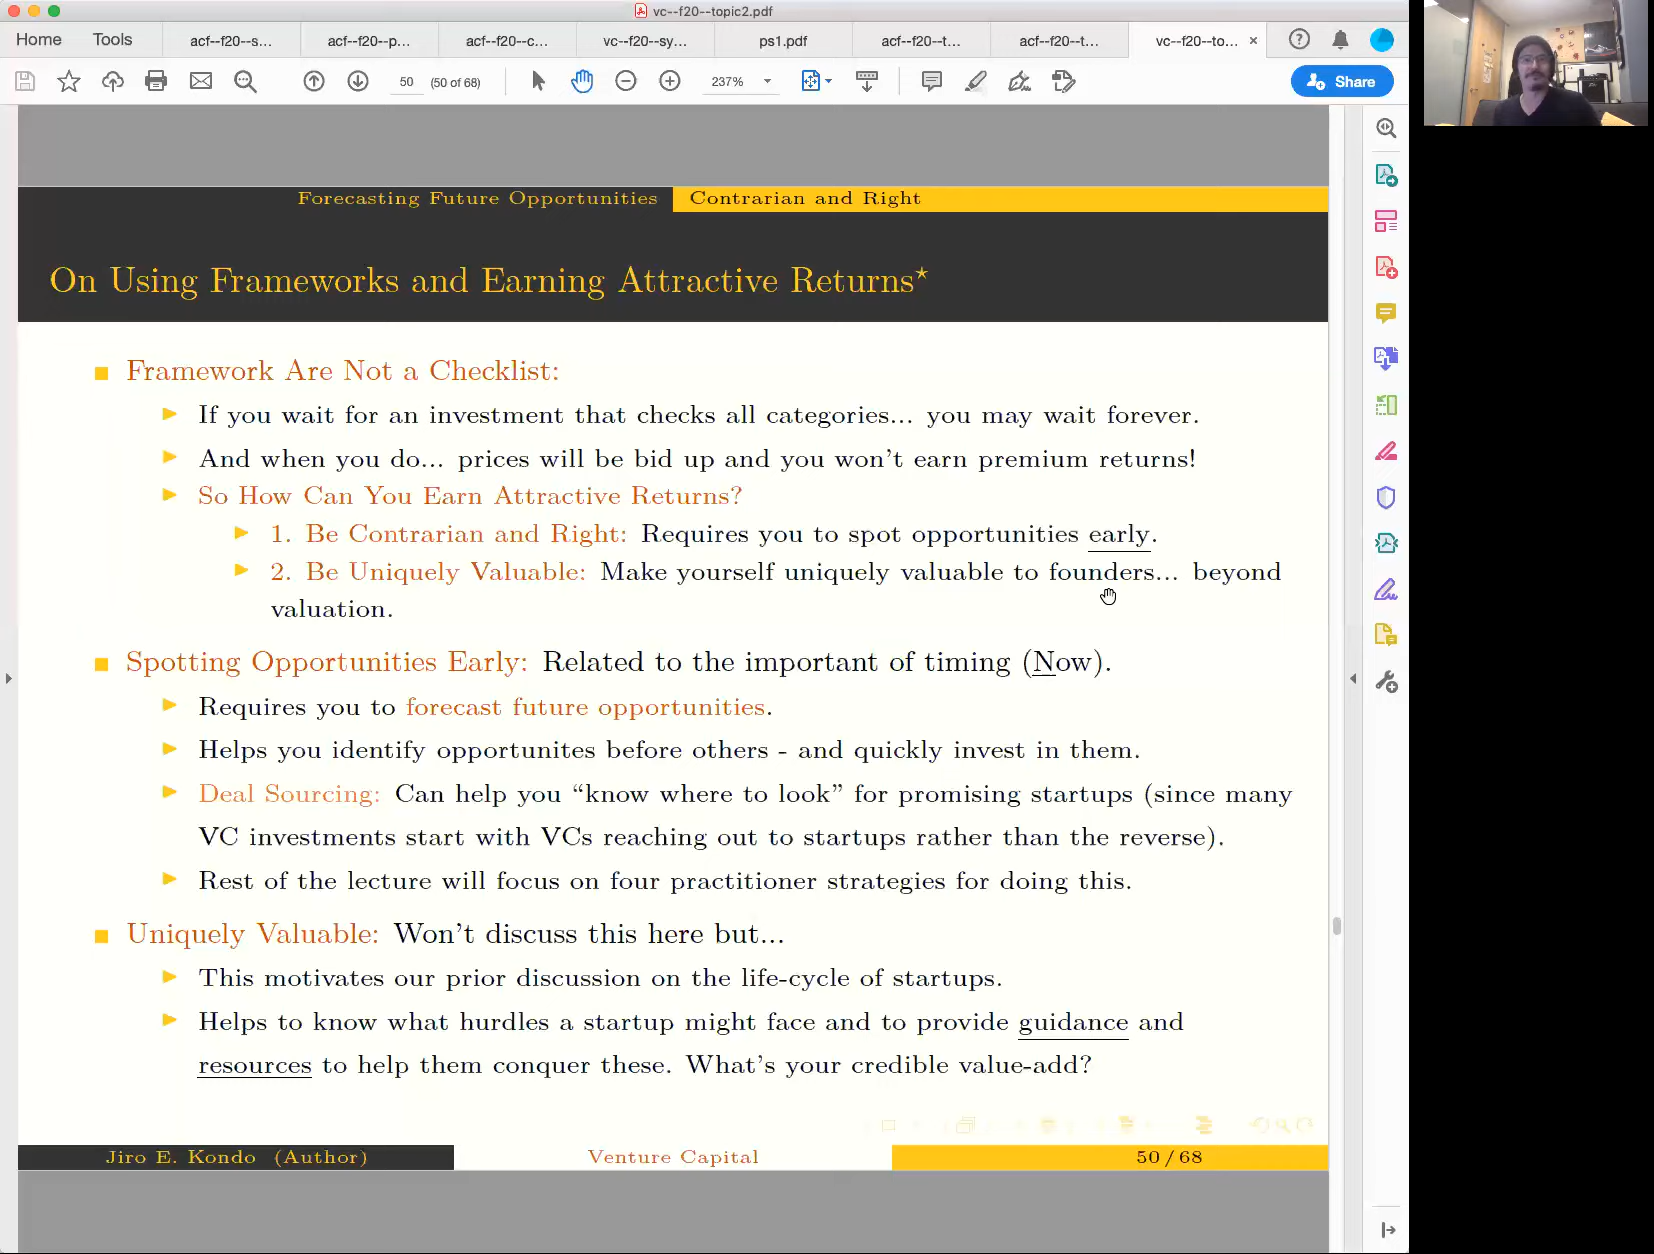 vc--f20--topic2.pdf
Home Tools acf--f20--s... acf--f20--p... acf--f20--c... vc--f20--sy... ps1.pdf acf--f20--t... acf--f20--t... vc--f20--to... ×
50 (50 of 68) 237% Share
Forecasting Future Opportunities Contrarian and Right
On Using Frameworks and Earning Attractive Returns*
Framework Are Not a Checklist:
If you wait for an investment that checks all categories... you may wait forever.
And when you do... prices will be bid up and you won't earn premium returns!
So How Can You Earn Attractive Returns?
1. Be Contrarian and Right: Requires you to spot opportunities early.
2. Be Uniquely Valuable: Make yourself uniquely valuable to founders... beyond
valuation.
Spotting Opportunities Early: Related to the important of timing (Now).
Requires you to forecast future opportunities.
Helps you identify opportunites before others - and quickly invest in them.
Deal Sourcing: Can help you “know where to look” for promising startups (since many
VC investments start with VCs reaching out to startups rather than the reverse).
Rest of the lecture will focus on four practitioner strategies for doing this.
Uniquely Valuable: Won't discuss this here but...
This motivates our prior discussion on the life-cycle of startups.
Helps to know what hurdles a startup might face and to provide guidance and
resources to help them conquer these. What's your credible value-add?
Jiro E. Kondo (Author) Venture Capital 50 / 68